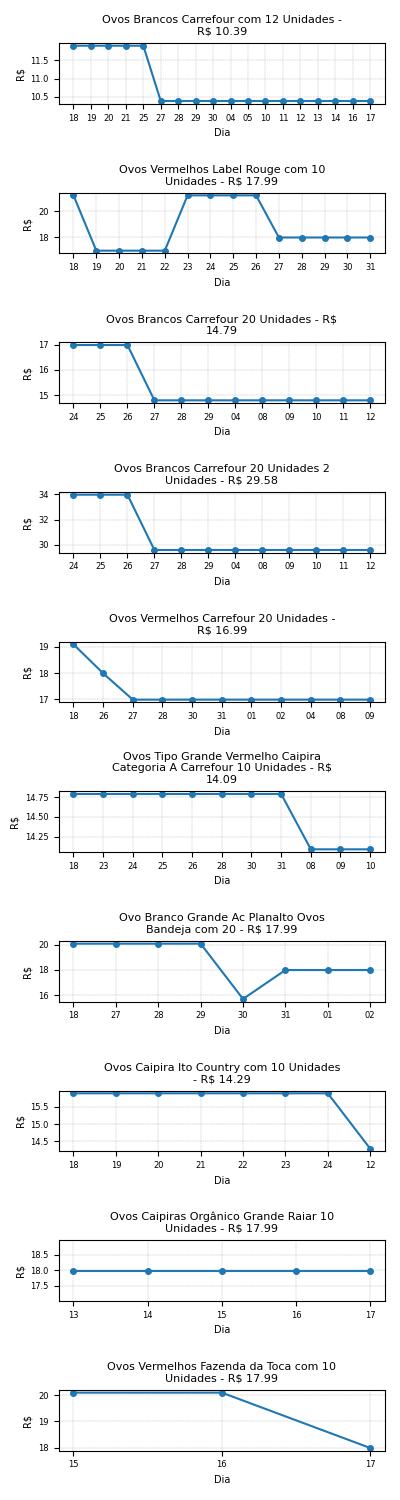 Ovos Brancos Carrefour com 12 Unidades -
R$ 10.39
11.5
11.0
10.5
R$
18 19 20 21 25 27 28 29 30 04 05 10 11 12 13 14 16 17
Dia
Ovos Vermelhos Label Rouge com 10
Unidades - R$ 17.99
20
18
R$
18 19 20 21 22 23 24 25 26 27 28 29 30 31
Dia
Ovos Brancos Carrefour 20 Unidades - R$
14.79
17
16
15
R$
24 25 26 27 28 29 04 08 09 10 11 12
Dia
Ovos Brancos Carrefour 20 Unidades 2
Unidades - R$ 29.58
34
32
30
R$
24 25 26 27 28 29 04 08 09 10 11 12
Dia
Ovos Vermelhos Carrefour 20 Unidades -
R$ 16.99
19
18
17
R$
18 26 27 28 30 31 01 02 04 08 09
Dia
Ovos Tipo Grande Vermelho Caipira
Categoria A Carrefour 10 Unidades - R$
14.09
14.75
14.50
14.25
R$
18 23 24 25 26 28 30 31 08 09 10
Dia
Ovo Branco Grande Ac Planalto Ovos
Bandeja com 20 - R$ 17.99
20
18
16
R$
18 27 28 29 30 31 01 02
Dia
Ovos Caipira Ito Country com 10 Unidades
- R$ 14.29
15.5
15.0
14.5
R$
18 19 20 21 22 23 24 12
Dia
Ovos Caipiras Orgânico Grande Raiar 10
Unidades - R$ 17.99
18.5
18.0
17.5
R$
13 14 15 16 17
Dia
Ovos Vermelhos Fazenda da Toca com 10
Unidades - R$ 17.99
20
19
18
R$
15 16 17
Dia